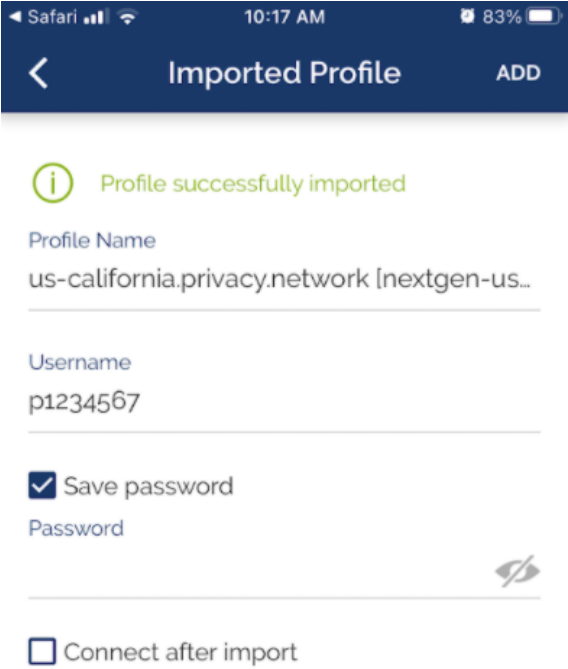 Safari 10:17 AM 83%
Imported Profile ADD
Profile successfully imported
Profile Name
us-california.privacy.network [nextgen-us...
Username
p1234567
Save password
Password
Connect after import